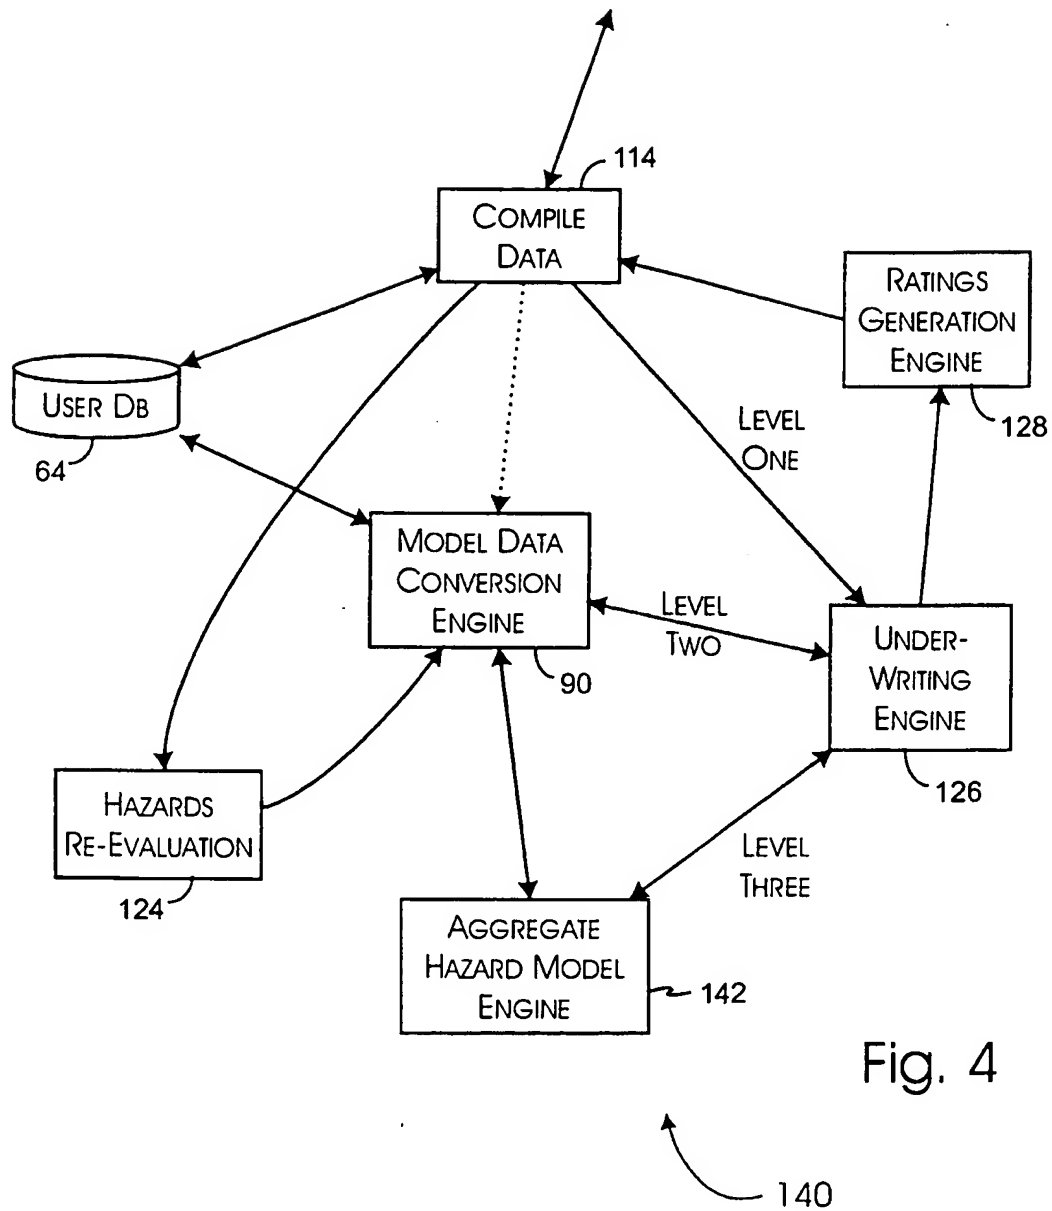 114
COMPILE
DATA
RATINGS
GENERATION
ENGINE
128
USER DB
64
LEVEL
ONE
MODEL DATA
CONVERSION
ENGINE
90
LEVEL
TWO
UNDER-
WRITING
ENGINE
126
HAZARDS
RE-EVALUATION
124
LEVEL
THREE
AGGREGATE
HAZARD MODEL
ENGINE
142
Fig. 4
140